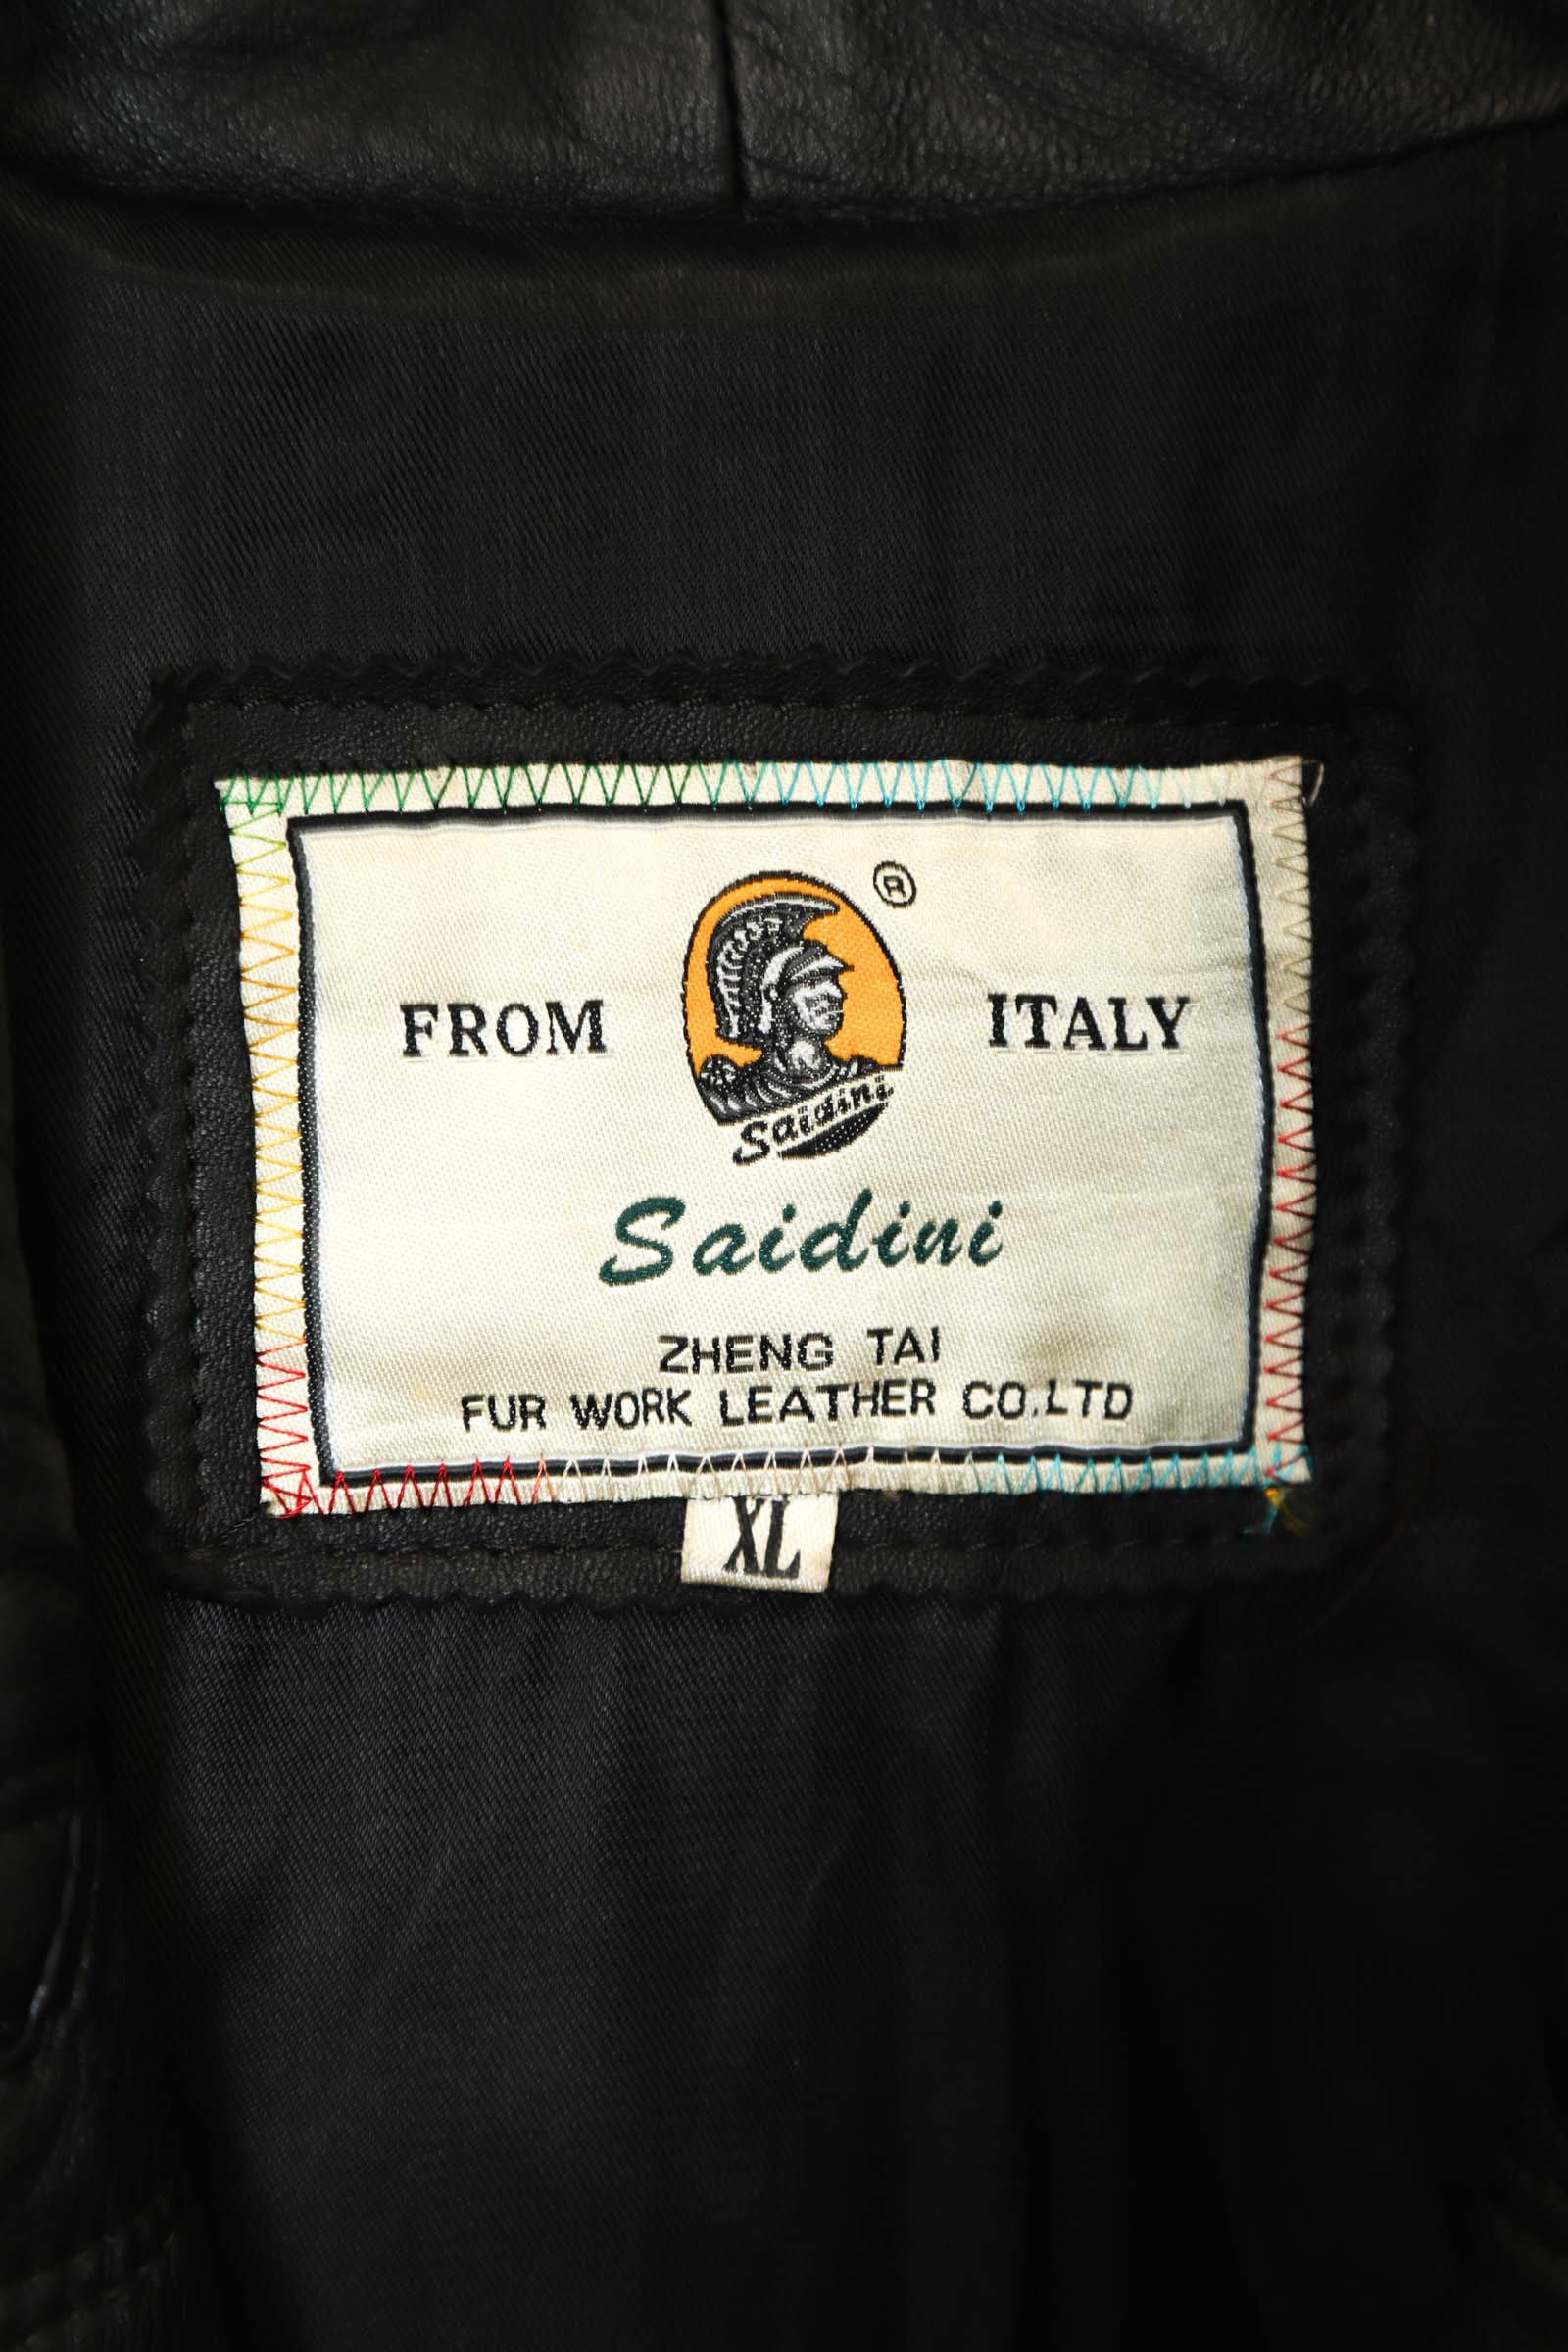 ®
FROM ITALY
Saidini
Saidini
ZHENG TAI
FUR WORK LEATHER CO.LTD
XL